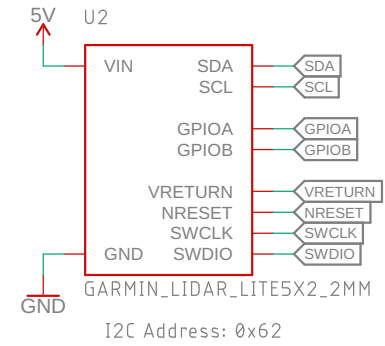 5V U2
VIN SDA SDA
SCL SCL
GPIOA GPIOA
GPIOB GPIOB
VRETURN VRETURN
NRESET NRESET
SWCLK SWCLK
GND SWDIO SWDIO
GARMIN_LIDAR_LITE5X2_2MM
GND
I2C Address: 0x62